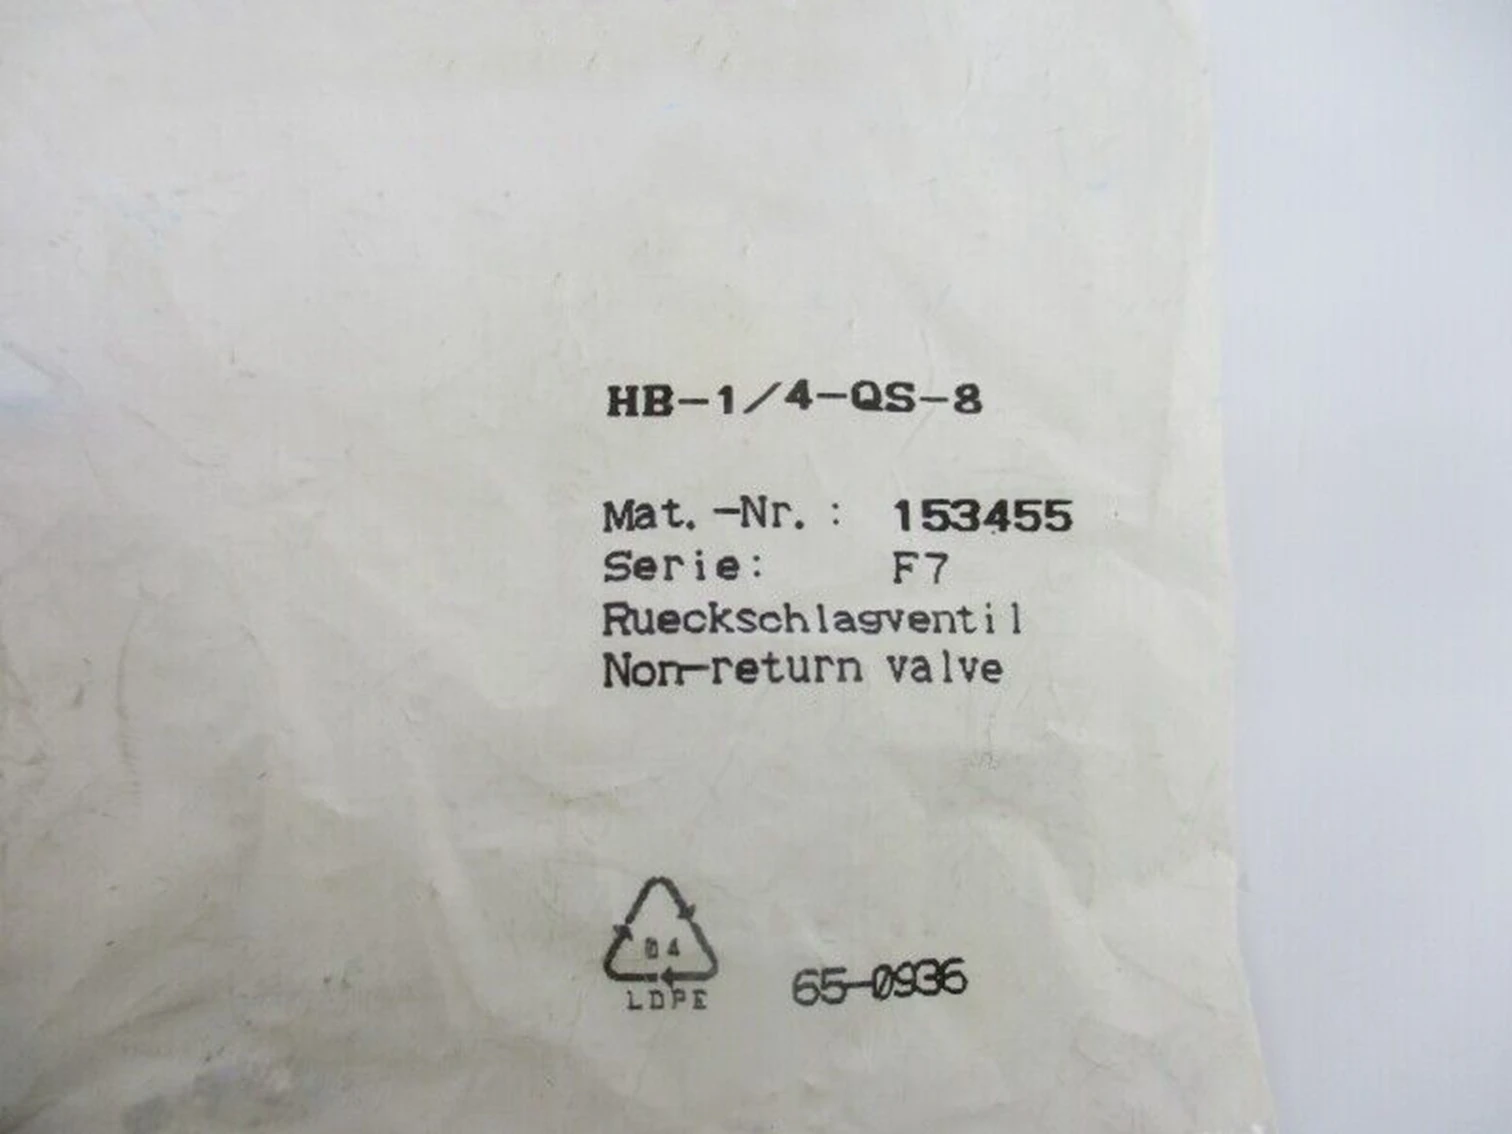 HB-1/4-QS-8
Mat.-Nr.: 153455
Serie: F7
Rueckschlagventil
Non-return valve
04
LDPE
65-0936